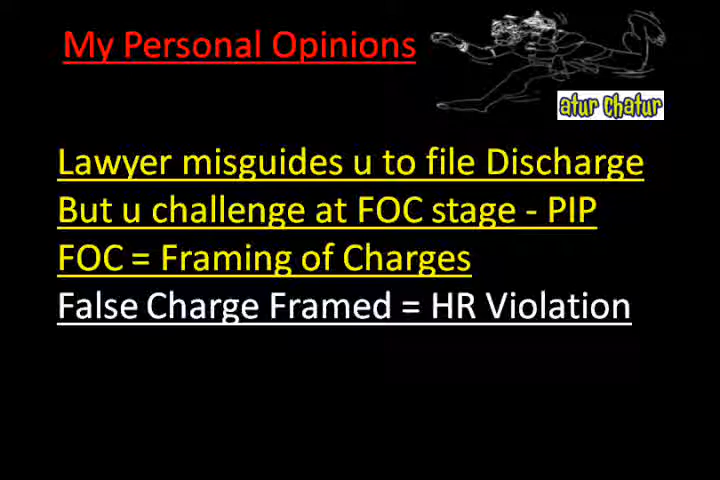 My Personal Opinions
atur chatur
Lawyer misguides u to file Discharge
But u challenge at FOC stage - PIP
FOC = Framing of Charges
False Charge Framed = HR Violation